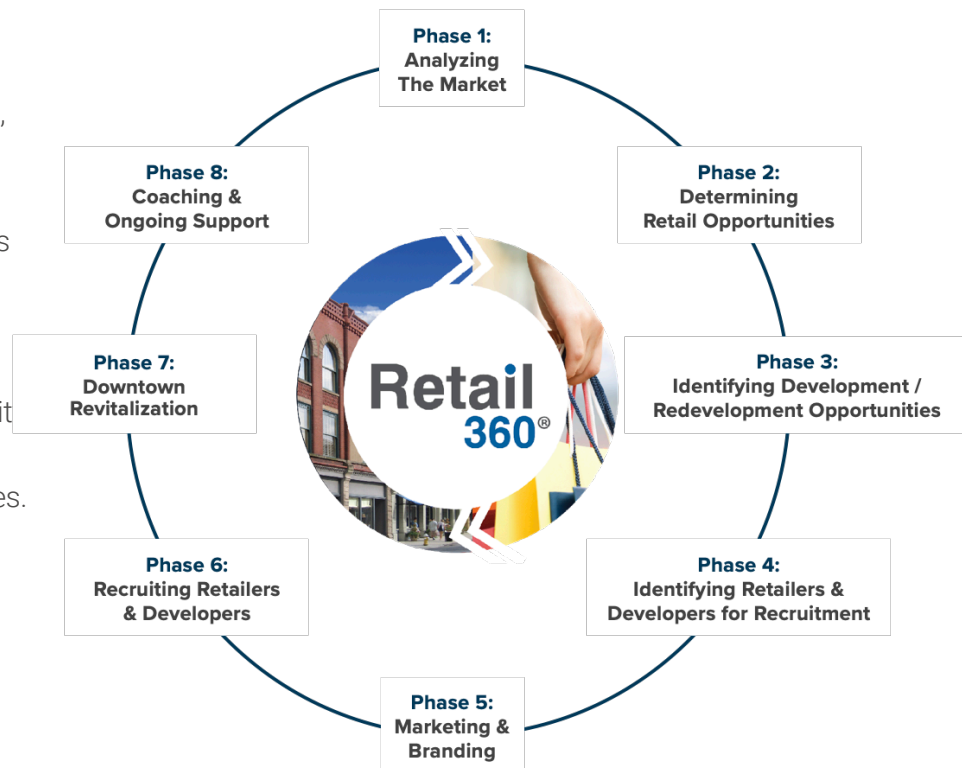 Phase 1:
Analyzing
The Market
Phase 2:
Determining
Retail Opportunities
Phase 3:
Identifying Development /
Redevelopment Opportunities
Phase 4:
Identifying Retailers &
Developers for Recruitment
Phase 5:
Marketing &
Branding
Phase 6:
Recruiting Retailers
& Developers
Phase 7:
Downtown
Revitalization
Phase 8:
Coaching &
Ongoing Support
Retail
360®
,
s
it
es.